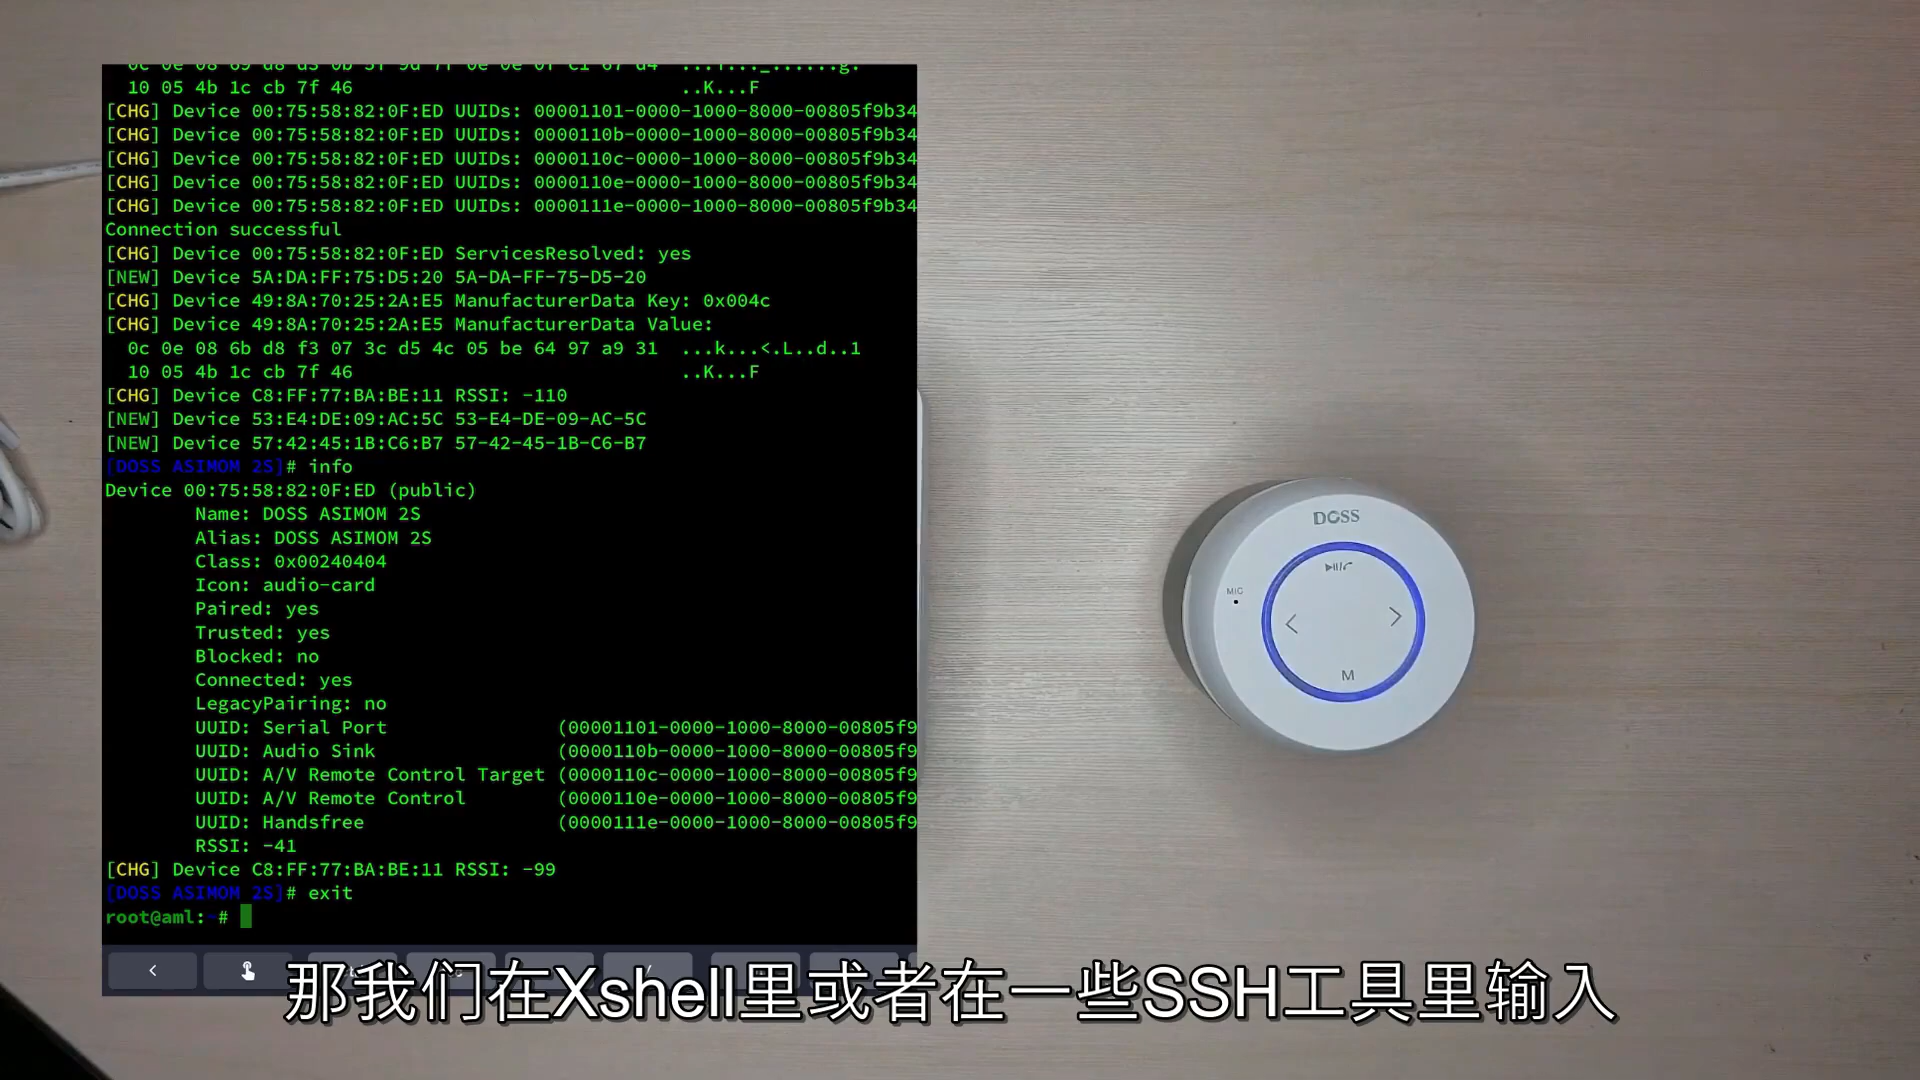 10 05 4b 1c cb 7f 46 ..K...F
[CHG] Device 00:75:58:82:0F:ED UUIDs: 00001101-0000-1000-8000-00805f9b34
[CHG] Device 00:75:58:82:0F:ED UUIDs: 0000110b-0000-1000-8000-00805f9b34
[CHG] Device 00:75:58:82:0F:ED UUIDs: 0000110c-0000-1000-8000-00805f9b34
[CHG] Device 00:75:58:82:0F:ED UUIDs: 0000110e-0000-1000-8000-00805f9b34
[CHG] Device 00:75:58:82:0F:ED UUIDs: 0000111e-0000-1000-8000-00805f9b34
Connection successful
[CHG] Device 00:75:58:82:0F:ED ServicesResolved: yes
[NEW] Device 5A:DA:FF:75:D5:20 5A-DA-FF-75-D5-20
[CHG] Device 49:8A:70:25:2A:E5 ManufacturerData Key: 0x004c
[CHG] Device 49:8A:70:25:2A:E5 ManufacturerData Value:
0c 0e 08 6b d8 f3 07 3c d5 4c 05 be 64 97 a9 31 ...k...<.L..d..1
10 05 4b 1c cb 7f 46 ..K...F
[CHG] Device C8:FF:77:BA:BE:11 RSSI: -110
[NEW] Device 53:E4:DE:09:AC:5C 53-E4-DE-09-AC-5C
[NEW] Device 57:42:45:1B:C6:B7 57-42-45-1B-C6-B7
[DOSS ASIMOM 2S]# info
Device 00:75:58:82:0F:ED (public)
Name: DOSS ASIMOM 2S
Alias: DOSS ASIMOM 2S
Class: 0x00240404
Icon: audio-card
Paired: yes
Trusted: yes
Blocked: no
Connected: yes
LegacyPairing: no
UUID: Serial Port (00001101-0000-1000-8000-00805f9
UUID: Audio Sink (0000110b-0000-1000-8000-00805f9
UUID: A/V Remote Control Target (0000110c-0000-1000-8000-00805f9
UUID: A/V Remote Control (0000110e-0000-1000-8000-00805f9
UUID: Handsfree (0000111e-0000-1000-8000-00805f9
RSSI: -41
[CHG] Device C8:FF:77:BA:BE:11 RSSI: -99
[DOSS ASIMOM 2S]# exit
root@aml:~#
DOSS
MIC
M
那我们在Xshell里或者在一些SSH工具里输入